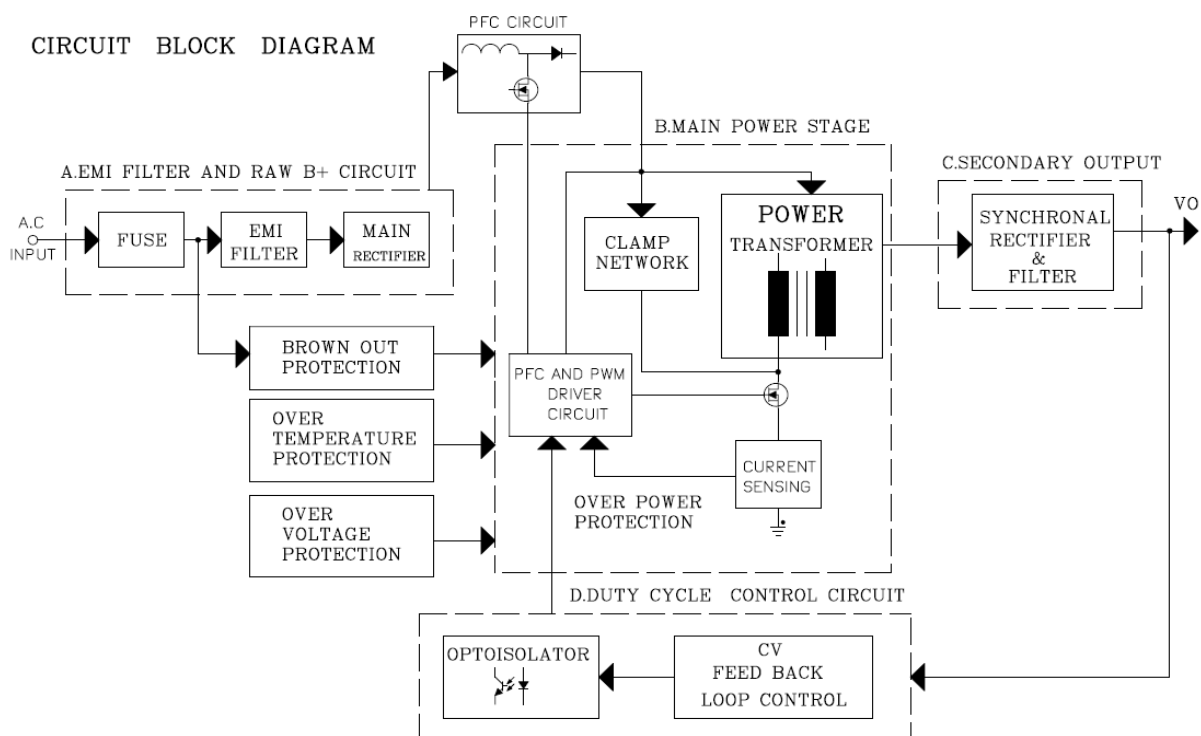 CIRCUIT BLOCK DIAGRAM
PFC CIRCUIT
B.MAIN POWER STAGE
A.EMI FILTER AND RAW B+ CIRCUIT
C.SECONDARY OUTPUT
A.C
INPUT
FUSE
EMI
FILTER
MAIN
RECTIFIER
CLAMP
NETWORK
POWER
TRANSFORMER
SYNCHRONAL
RECTIFIER
&
FILTER
VO
BROWN OUT
PROTECTION
PFC AND PWM
DRIVER
CIRCUIT
OVER
TEMPERATURE
PROTECTION
CURRENT
SENSING
OVER POWER
PROTECTION
OVER
VOLTAGE
PROTECTION
D.DUTY CYCLE CONTROL CIRCUIT
OPTOISOLATOR
CV
FEED BACK
LOOP CONTROL